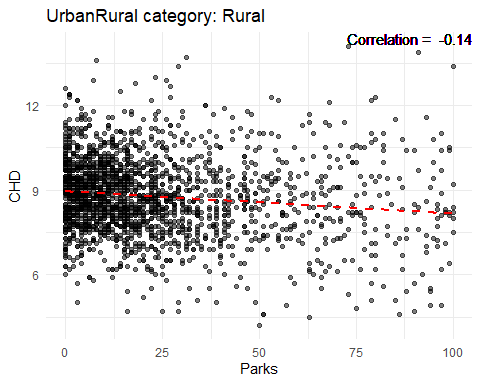 UrbanRural category: Rural
Correlation = -0.14
12
9
6
CHD
0
25
50
75
100
Parks